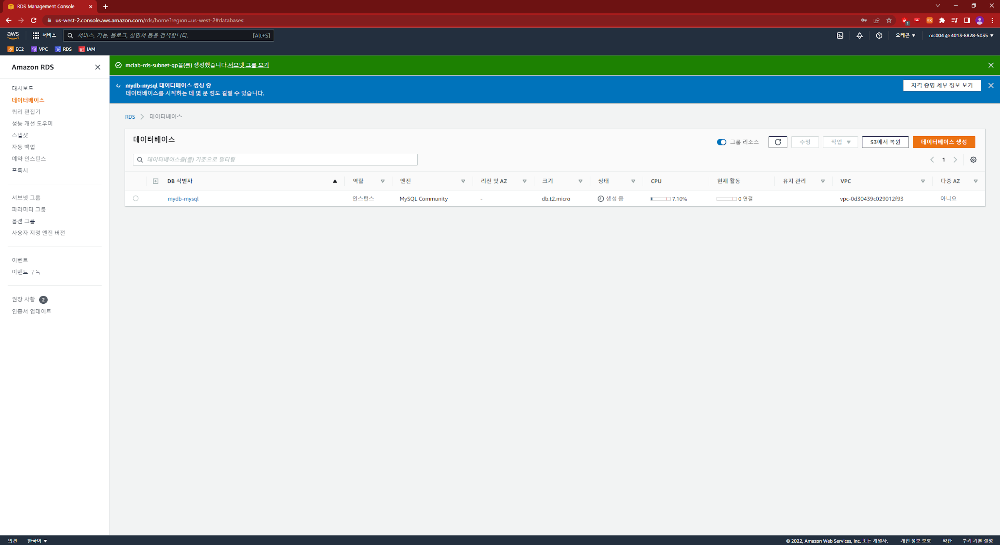 RDS Management Console
us-west-2.console.aws.amazon.com/rds/home?region=us-west-2#databases:
aws 서비스 서비스, 기능, 블로그, 설명서 등을 검색합니다. [Alt+S] 오레곤 mc004 @ 4013-8828-5035
EC2 VPC RDS IAM
Amazon RDS
대시보드
데이터베이스
쿼리 편집기
성능 개선 도우미
스냅샷
자동 백업
예약 인스턴스
프록시
서브넷 그룹
파라미터 그룹
옵션 그룹
사용자 지정 엔진 버전
이벤트
이벤트 구독
권장 사항 2
인증서 업데이트
mclab-rds-subnet-gp을(를) 생성했습니다.서브넷 그룹 보기
mydb-mysql 데이터베이스 생성 중
데이터베이스를 시작하는 데 몇 분 정도 걸릴 수 있습니다.
자격 증명 세부 정보 보기
RDS 데이터베이스
데이터베이스
그룹 리소스 수정 작업 S3에서 복원 데이터베이스 생성
데이터베이스을(를) 기준으로 필터링
1
DB 식별자 역할 엔진 리전 및 AZ 크기 상태 CPU 현재 활동 유지 관리 VPC 다중 AZ
mydb-mysql 인스턴스 MySQL Community - db.t2.micro 생성 중 7.10% 0 연결 vpc-0d30439c029012f93 아니요
의견 한국어 © 2022, Amazon Web Services, Inc. 또는 계열사. 개인 정보 보호 약관 쿠키 기본 설정